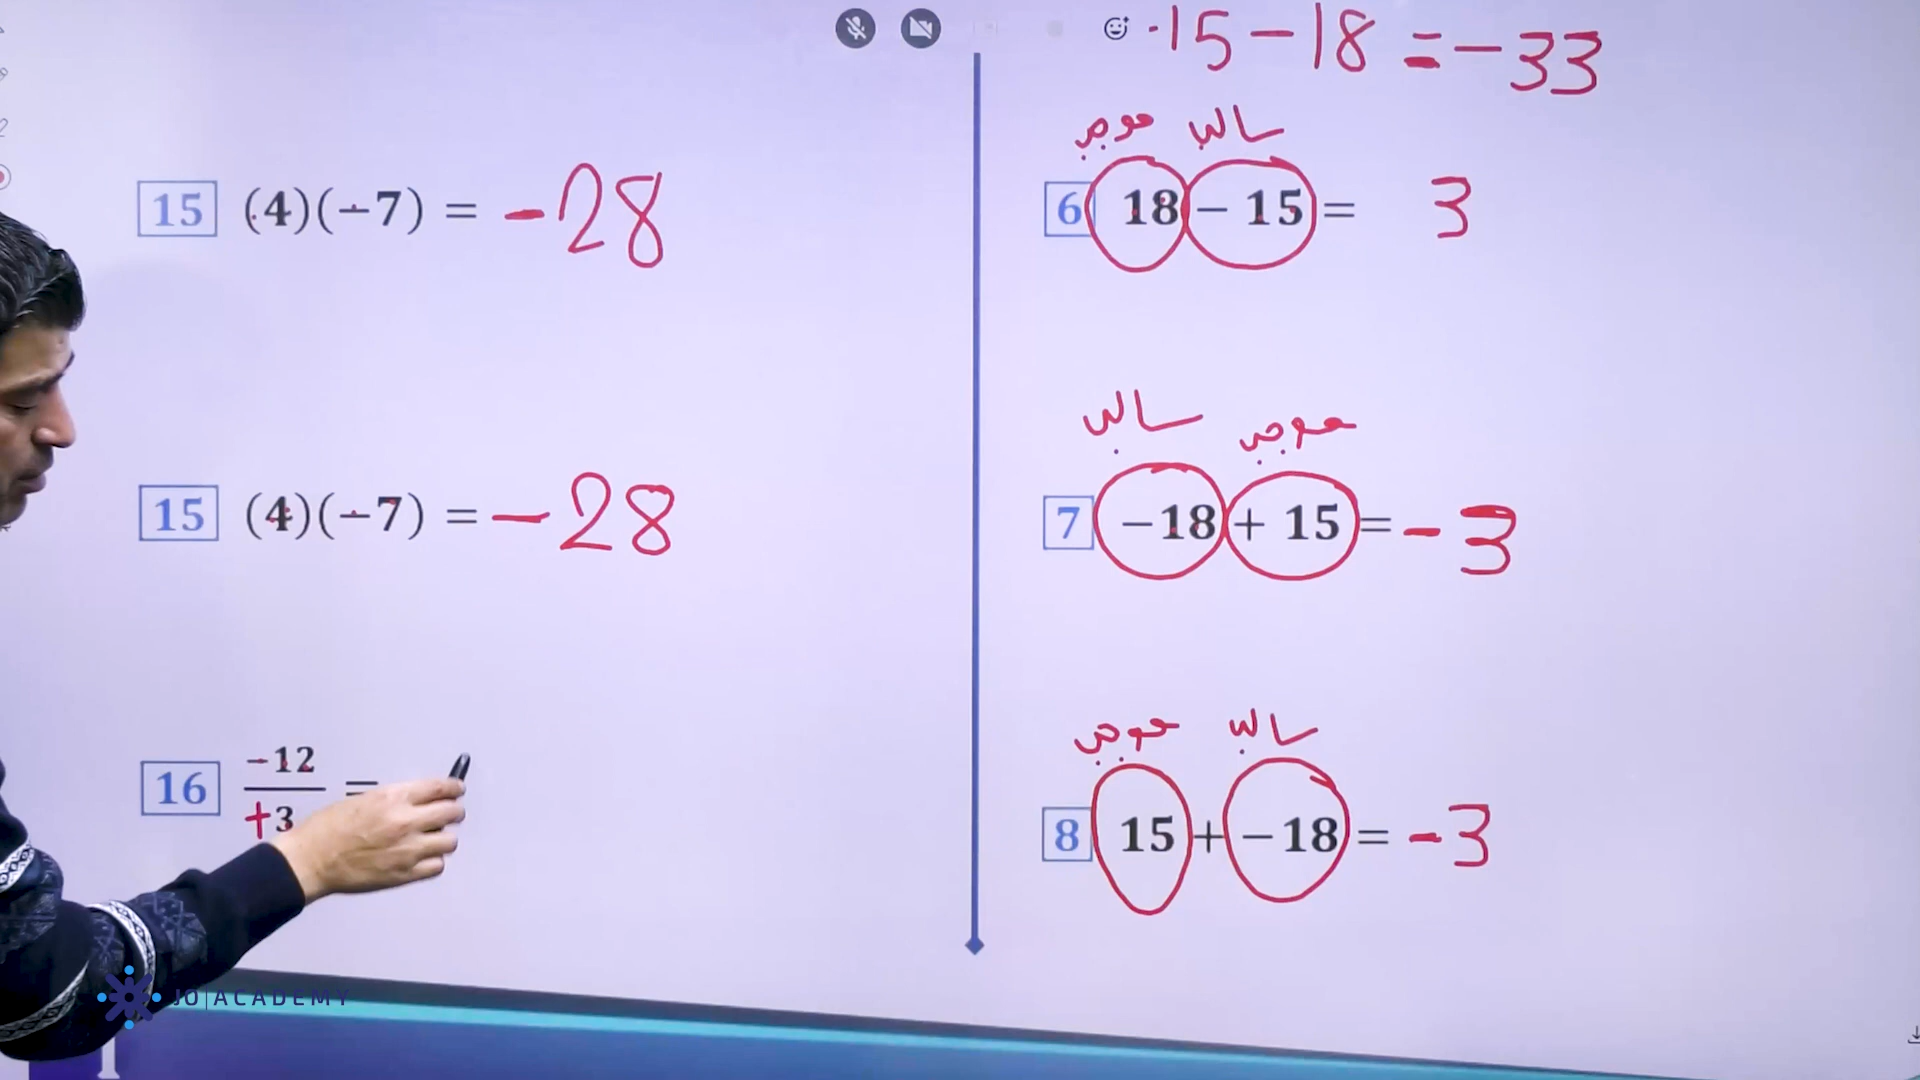 15 (4)(−7) = -28
15 (4)(−7) = -28
16 -12
+3 =
-15 - 18 = - 33
موجب سالب
6 18 − 15 = 3
سالب موجب
7 −18 + 15 = - 3
موجب سالب
8 15 + −18 = - 3
JO|ACADEMY